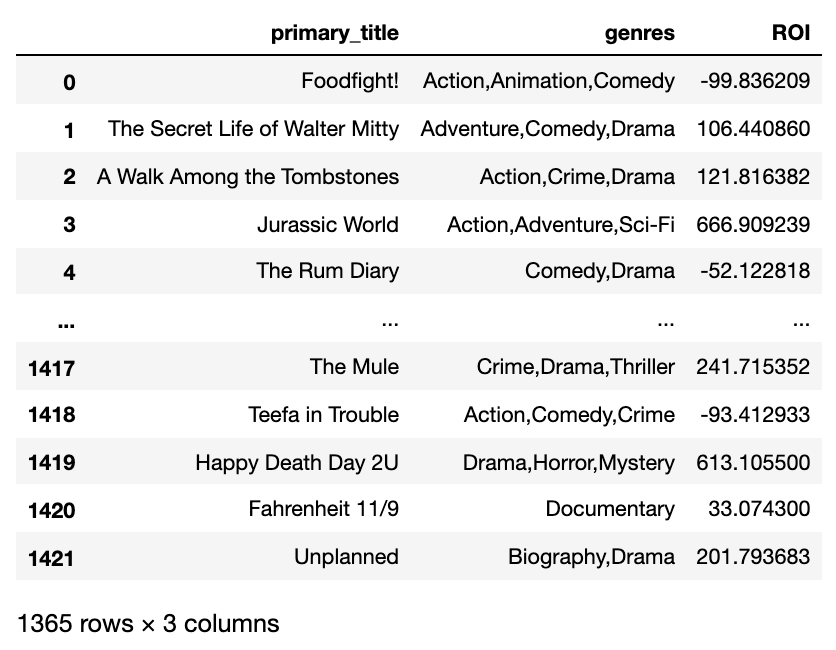 primary_title genres ROI
0 Foodfight! Action,Animation,Comedy -99.836209
1 The Secret Life of Walter Mitty Adventure,Comedy,Drama 106.440860
2 A Walk Among the Tombstones Action,Crime,Drama 121.816382
3 Jurassic World Action,Adventure,Sci-Fi 666.909239
4 The Rum Diary Comedy,Drama -52.122818
... ... ... ...
1417 The Mule Crime,Drama,Thriller 241.715352
1418 Teefa in Trouble Action,Comedy,Crime -93.412933
1419 Happy Death Day 2U Drama,Horror,Mystery 613.105500
1420 Fahrenheit 11/9 Documentary 33.074300
1421 Unplanned Biography,Drama 201.793683
1365 rows × 3 columns